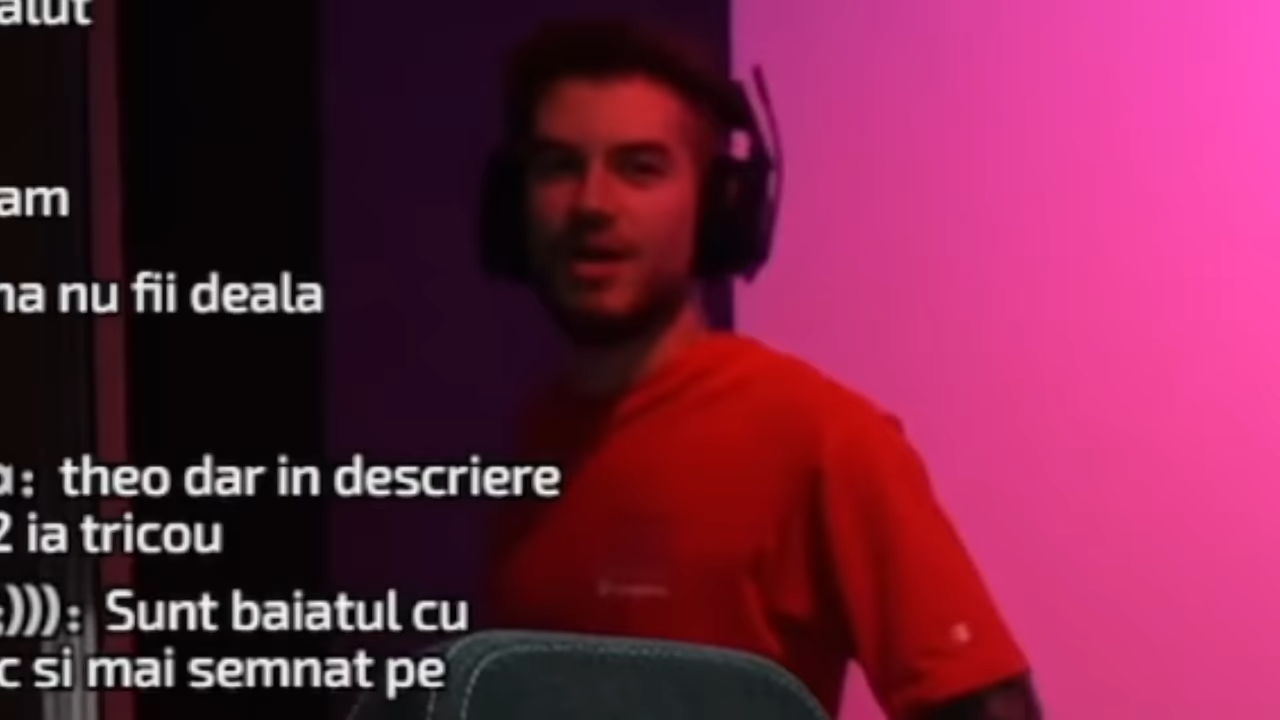 alut
am
na nu fii deala
a: theo dar in descriere
2 ia tricou
))): Sunt baiatul cu
c si mai semnat pe